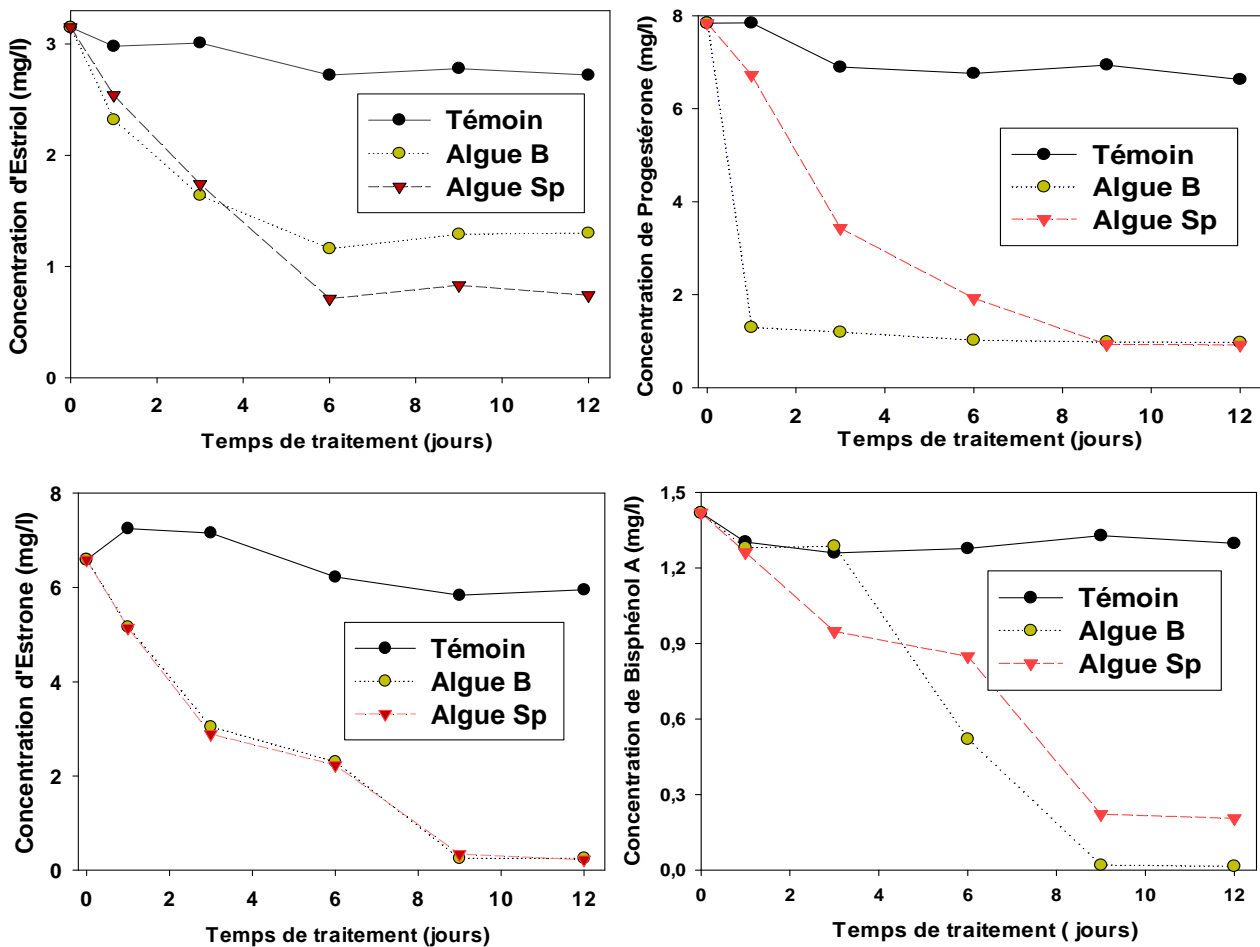 Concentration d'Estriol (mg/l)
3
2
1
0
Témoin
Algue B
Algue Sp
0 2 4 6 8 10 12
Temps de traitement (jours)
Concentration de Progestérone (mg/l)
8
6
4
2
0
Témoin
Algue B
Algue Sp
0 2 4 6 8 10 12
Temps de traitement (jours)
Concentration d'Estrone (mg/l)
8
6
4
2
0
Témoin
Algue B
Algue Sp
0 2 4 6 8 10 12
Temps de traitement (jours)
Concentration de Bisphénol A (mg/l)
1,5
1,2
0,9
0,6
0,3
0,0
Témoin
Algue B
Algue Sp
0 2 4 6 8 10 12
Temps de traitement ( jours)